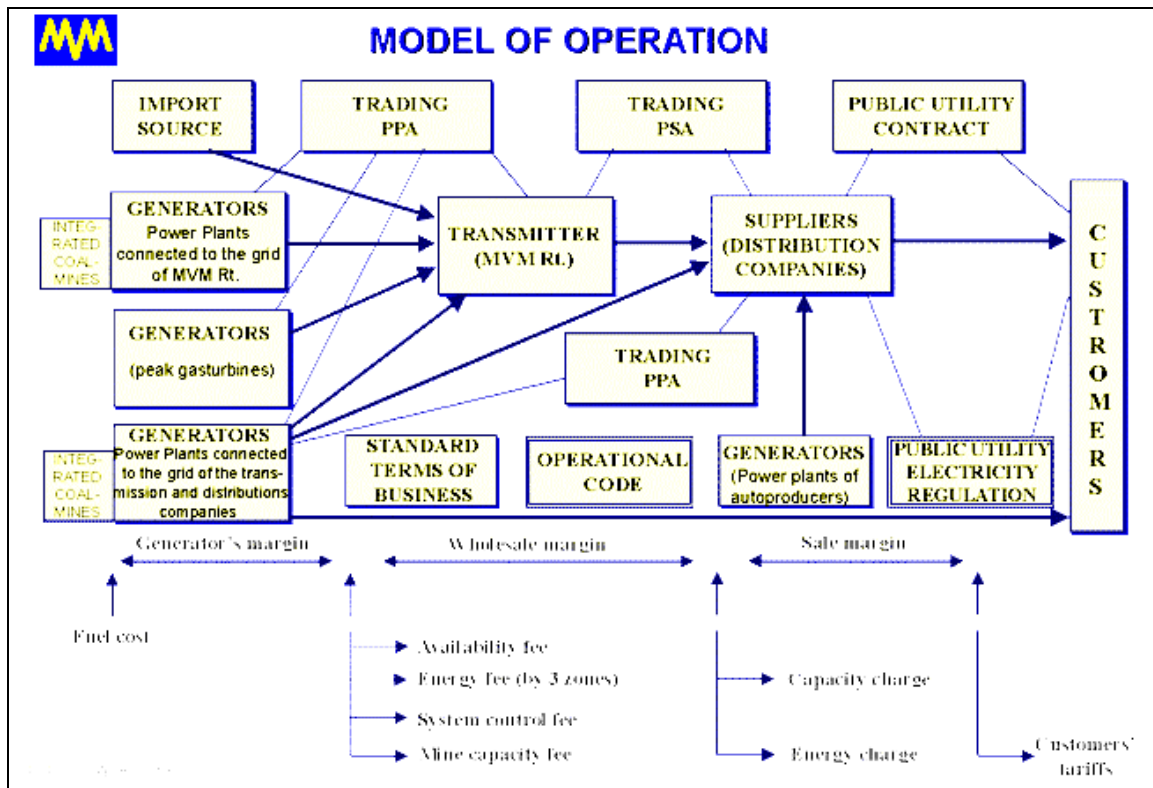 MVM
MODEL OF OPERATION
IMPORT
SOURCE
TRADING
PPA
TRADING
PSA
PUBLIC UTILITY
CONTRACT
INTEG-
RATED
COAL-
MINES
GENERATORS
Power Plants
connected to the grid
of MVM Rt.
TRANSMITTER
(MVM Rt.)
SUPPLIERS
(DISTRIBUTION
COMPANIES)
CUSTROMERS
GENERATORS
(peak gasturbines)
TRADING
PPA
INTEG-
RATED
COAL-
MINES
GENERATORS
Power Plants connected
to the grid of the trans-
mission and distributions
companies
STANDARD
TERMS OF
BUSINESS
OPERATIONAL
CODE
GENERATORS
(Power plants of
autoproducers)
PUBLIC UTILITY
ELECTRICITY
REGULATION
Generator's margin
Wholesale margin
Sale margin
Fuel cost
Availability fee
Energy fee (by 3 zones)
System control fee
Mine capacity fee
Capacity charge
Energy charge
Customers'
tariffs